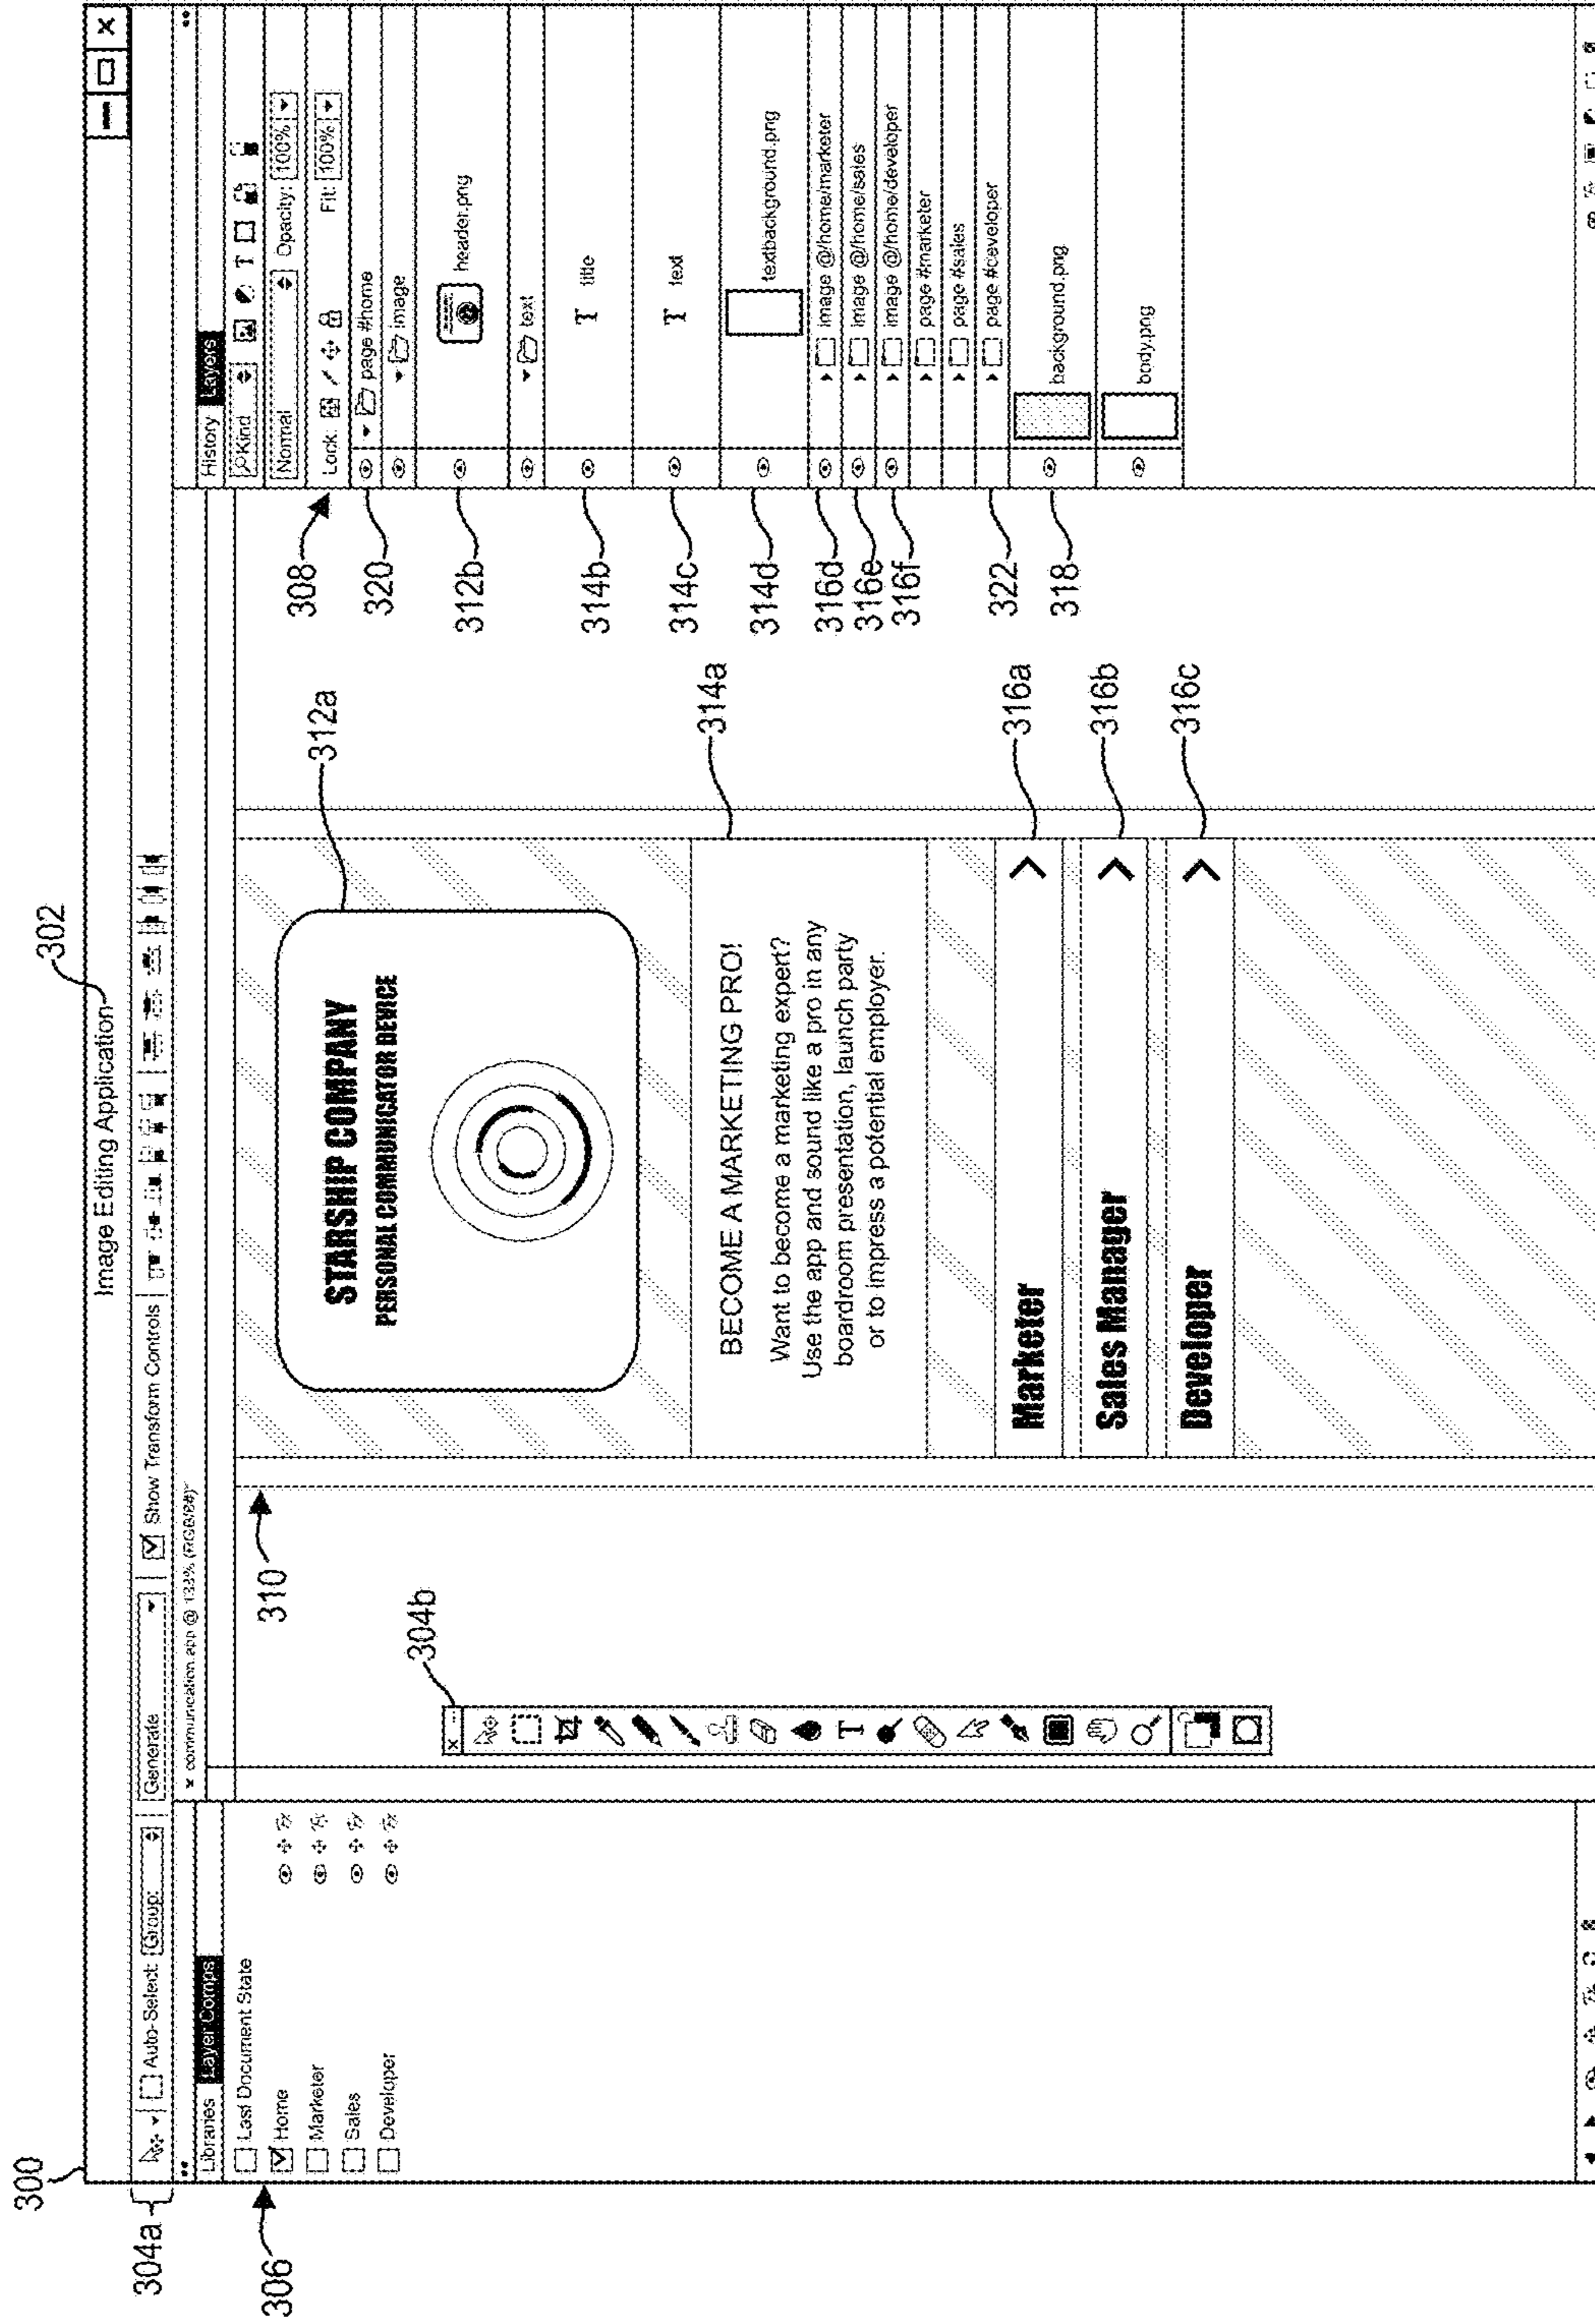 300
302
Image Editing Application
304a
Auto-Select: Group:
Generate
Show Transform Controls
306
Libraries Layer Comps
Last Document State
Home
Marketer
Sales
Developer
communication.app @ 133% (RGB/8#)*
304b
T
310
STARSHIP COMPANY
PERSONAL COMMUNICATOR DEVICE
312a
BECOME A MARKETING PRO!
Want to become a marketing expert?
Use the app and sound like a pro in any
boardroom presentation, launch party
or to impress a potential employer.
314a
Marketer
316a
Sales Manager
316b
Developer
316c
History Layers
Kind T
Normal Opacity: 100%
308
Lock: Fit: 100%
320
page #home
image
312b
header.png
text
314b
T title
314c
T text
314d
textbackground.png
316d
image @/home/marketer
316e
image @/home/sales
316f
image @/home/developer
page #marketer
page #sales
322
page #developer
318
background.png
body.png